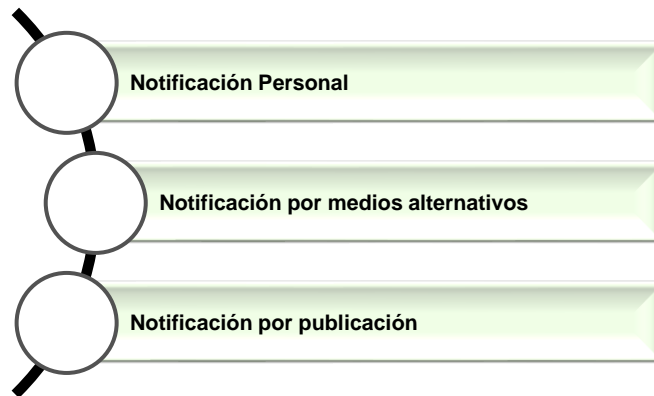 Notificación Personal
Notificación por medios alternativos
Notificación por publicación